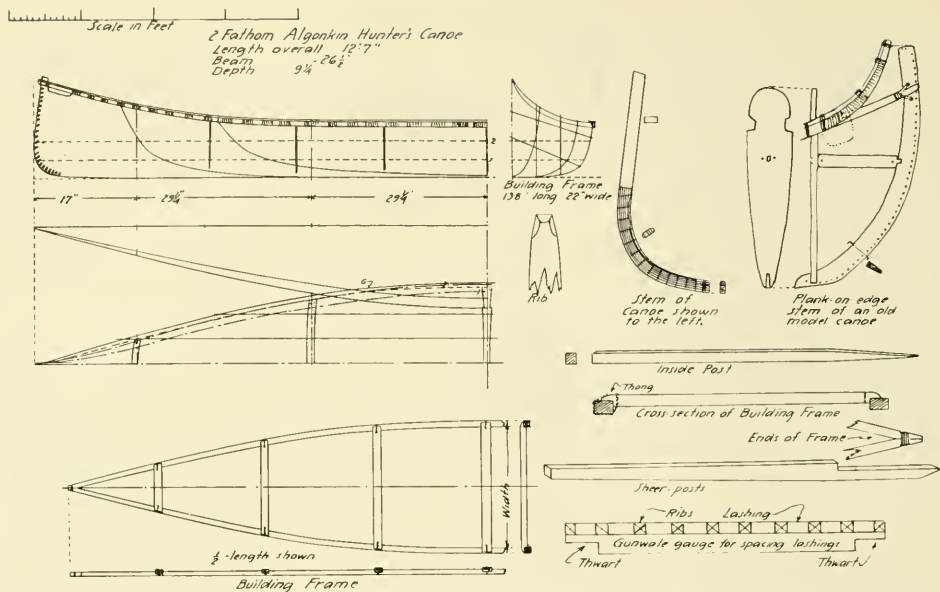 Scale in Feet
2 Fathom Algonkin Hunter's Canoe
Length overall 12'7"
Beam 26½"
Depth 9¼
2
1
17"
29¼"
29¼"
Building Frame
138" long 22" wide
Rib
Stem of
Canoe shown
to the left.
Plank-on edge
stem of an old
model canoe
Inside Post
Thong
Cross-section of Building Frame
Ends of Frame
Sheer-posts
Ribs
Lashing
Gunwale gauge for spacing lashings
Thwart
Thwart
Width
½-length shown
Building Frame